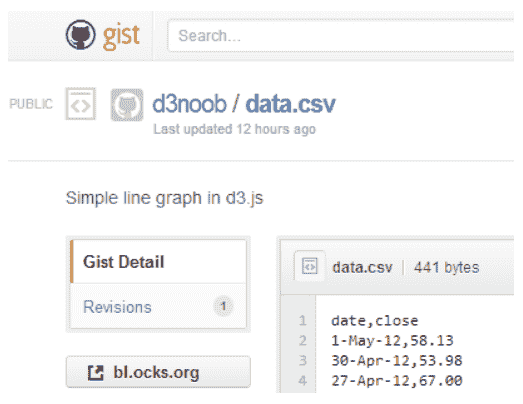 gist
Search...
PUBLIC
d3noob / data.csv
Last updated 12 hours ago
Simple line graph in d3.js
Gist Detail
Revisions 1
bl.ocks.org
data.csv | 441 bytes
1 date,close
2 1-May-12,58.13
3 30-Apr-12,53.98
4 27-Apr-12,67.00